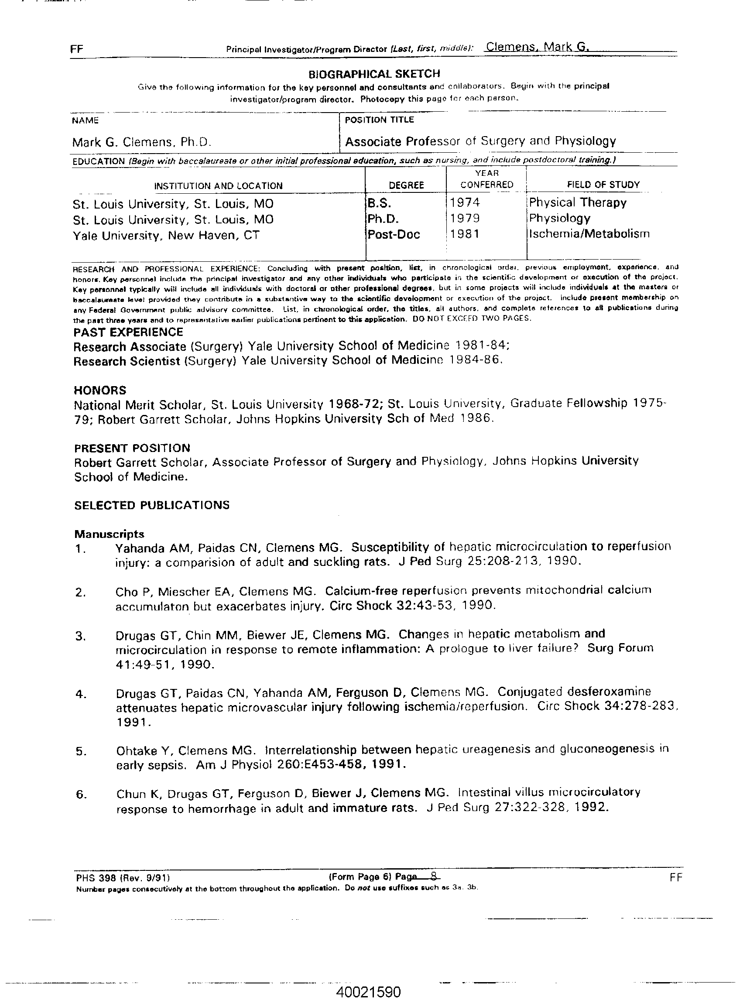 FF Principal Investigator/Program Director (Last, first, middle): Clemens, Mark G.
BIOGRAPHICAL SKETCH
Give the following information for the key personnel and consultants and collaborators. Begin with the principal
investigator/program director. Photocopy this page for each person.
NAME POSITION TITLE
Mark G. Clemens, Ph.D. Associate Professor of Surgery and Physiology
EDUCATION (Begin with baccalaureate or other initial professional education, such as nursing, and include postdoctoral training.)
INSTITUTION AND LOCATION DEGREE YEAR CONFERRED FIELD OF STUDY
St. Louis University, St. Louis, MO B.S. 1974 Physical Therapy
St. Louis University, St. Louis, MO Ph.D. 1979 Physiology
Yale University, New Haven, CT Post-Doc 1981 Ischemia/Metabolism
RESEARCH AND PROFESSIONAL EXPERIENCE: Concluding with present position, list, in chronological order, previous employment, experience, and
honors. Key personnel include the principal investigator and any other individuals who participate in the scientific development or execution of the project.
Key personnel typically will include all individuals with doctoral or other professional degrees, but in some projects will include individuals at the masters or
baccalaureate level provided they contribute in a substantive way to the scientific development or execution of the project. Include present membership on
any Federal Government public advisory committee. List, in chronological order, the titles, all authors, and complete references to all publications during
the past three years and to representative earlier publications pertinent to this application. DO NOT EXCEED TWO PAGES.
PAST EXPERIENCE
Research Associate (Surgery) Yale University School of Medicine 1981-84;
Research Scientist (Surgery) Yale University School of Medicine 1984-86.
HONORS
National Merit Scholar, St. Louis University 1968-72; St. Louis University, Graduate Fellowship 1975-
79; Robert Garrett Scholar, Johns Hopkins University Sch of Med 1986.
PRESENT POSITION
Robert Garrett Scholar, Associate Professor of Surgery and Physiology, Johns Hopkins University
School of Medicine.
SELECTED PUBLICATIONS
Manuscripts
1. Yahanda AM, Paidas CN, Clemens MG. Susceptibility of hepatic microcirculation to reperfusion
injury: a comparision of adult and suckling rats. J Ped Surg 25:208-213, 1990.
2. Cho P, Miescher EA, Clemens MG. Calcium-free reperfusion prevents mitochondrial calcium
accumulaton but exacerbates injury. Circ Shock 32:43-53, 1990.
3. Drugas GT, Chin MM, Biewer JE, Clemens MG. Changes in hepatic metabolism and
microcirculation in response to remote inflammation: A prologue to liver failure? Surg Forum
41:49-51, 1990.
4. Drugas GT, Paidas CN, Yahanda AM, Ferguson D, Clemens MG. Conjugated desferoxamine
attenuates hepatic microvascular injury following ischemia/reperfusion. Circ Shock 34:278-283,
1991.
5. Ohtake Y, Clemens MG. Interrelationship between hepatic ureagenesis and gluconeogenesis in
early sepsis. Am J Physiol 260:E453-458, 1991.
6. Chun K, Drugas GT, Ferguson D, Biewer J, Clemens MG. Intestinal villus microcirculatory
response to hemorrhage in adult and immature rats. J Ped Surg 27:322-328, 1992.
PHS 398 (Rev. 9/91) (Form Page 6) Page 8 FF
Number pages consecutively at the bottom throughout the application. Do not use suffixes such as 3a. 3b.
40021590